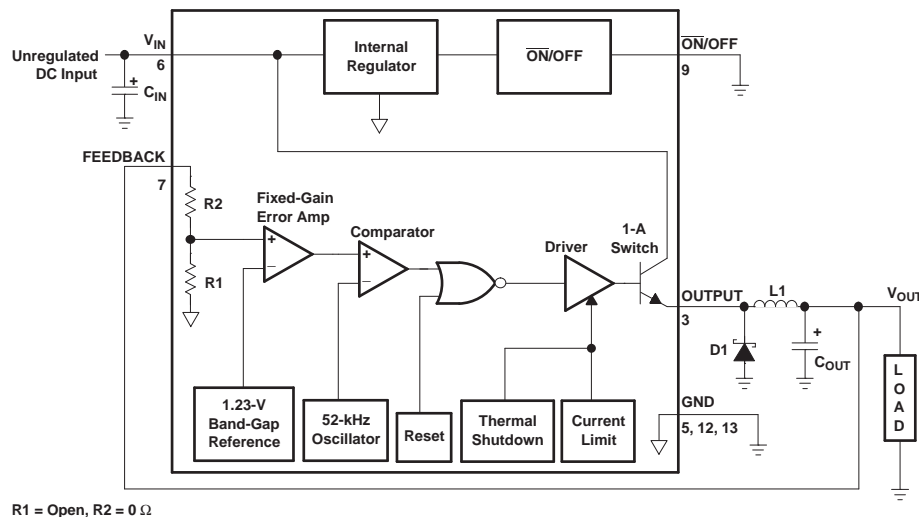 Unregulated
DC Input
V_IN
6
+
C_IN
Internal
Regulator
ON/OFF
ON/OFF
9
FEEDBACK
7
R2
R1
Fixed-Gain
Error Amp
+
−
Comparator
+
−
Driver
1-A
Switch
OUTPUT
3
L1
V_OUT
D1
+
C_OUT
LOAD
1.23-V
Band-Gap
Reference
52-kHz
Oscillator
Reset
Thermal
Shutdown
Current
Limit
GND
5, 12, 13
R1 = Open, R2 = 0 Ω